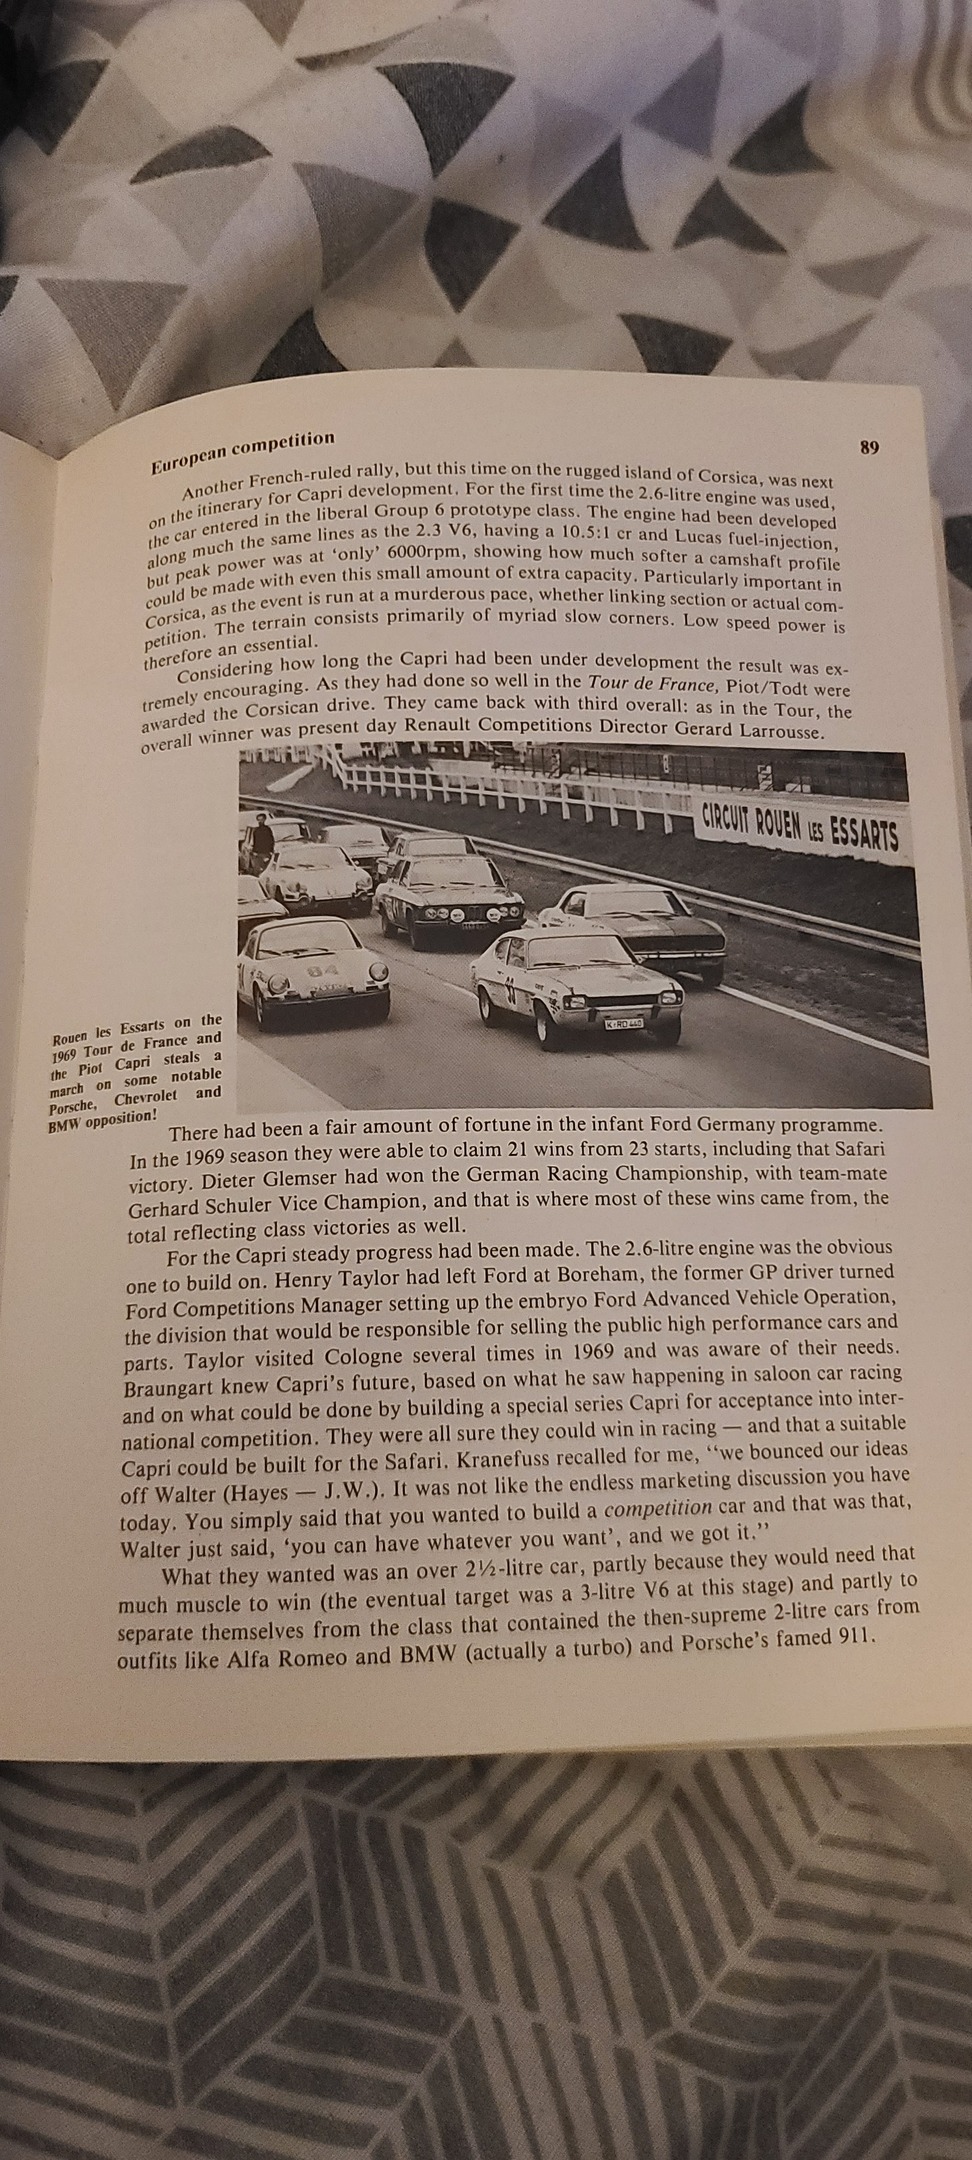 European competition
89
Another French-ruled rally, but this time on the rugged island of Corsica, was next
on the itinerary for Capri development. For the first time the 2.6-litre engine was used,
the car entered in the liberal Group 6 prototype class. The engine had been developed
along much the same lines as the 2.3 V6, having a 10.5:1 cr and Lucas fuel-injection,
but peak power was at ‘only’ 6000rpm, showing how much softer a camshaft profile
could be made with even this small amount of extra capacity. Particularly important in
Corsica, as the event is run at a murderous pace, whether linking section or actual com-
petition. The terrain consists primarily of myriad slow corners. Low speed power is
therefore an essential.
Considering how long the Capri had been under development the result was ex-
tremely encouraging. As they had done so well in the Tour de France, Piot/Todt were
awarded the Corsican drive. They came back with third overall: as in the Tour, the
overall winner was present day Renault Competitions Director Gerard Larrousse.
CIRCUIT ROUEN LES ESSARTS
84
K-RD 440
Rouen les Essarts on the
1969 Tour de France and
the Piot Capri steals a
march on some notable
Porsche, Chevrolet and
BMW opposition!
There had been a fair amount of fortune in the infant Ford Germany programme.
In the 1969 season they were able to claim 21 wins from 23 starts, including that Safari
victory. Dieter Glemser had won the German Racing Championship, with team-mate
Gerhard Schuler Vice Champion, and that is where most of these wins came from, the
total reflecting class victories as well.
For the Capri steady progress had been made. The 2.6-litre engine was the obvious
one to build on. Henry Taylor had left Ford at Boreham, the former GP driver turned
Ford Competitions Manager setting up the embryo Ford Advanced Vehicle Operation,
the division that would be responsible for selling the public high performance cars and
parts. Taylor visited Cologne several times in 1969 and was aware of their needs.
Braungart knew Capri’s future, based on what he saw happening in saloon car racing
and on what could be done by building a special series Capri for acceptance into inter-
national competition. They were all sure they could win in racing — and that a suitable
Capri could be built for the Safari. Kranefuss recalled for me, “we bounced our ideas
off Walter (Hayes — J.W.). It was not like the endless marketing discussion you have
today. You simply said that you wanted to build a competition car and that was that,
Walter just said, ‘you can have whatever you want’, and we got it.”
What they wanted was an over 2½-litre car, partly because they would need that
much muscle to win (the eventual target was a 3-litre V6 at this stage) and partly to
separate themselves from the class that contained the then-supreme 2-litre cars from
outfits like Alfa Romeo and BMW (actually a turbo) and Porsche’s famed 911.